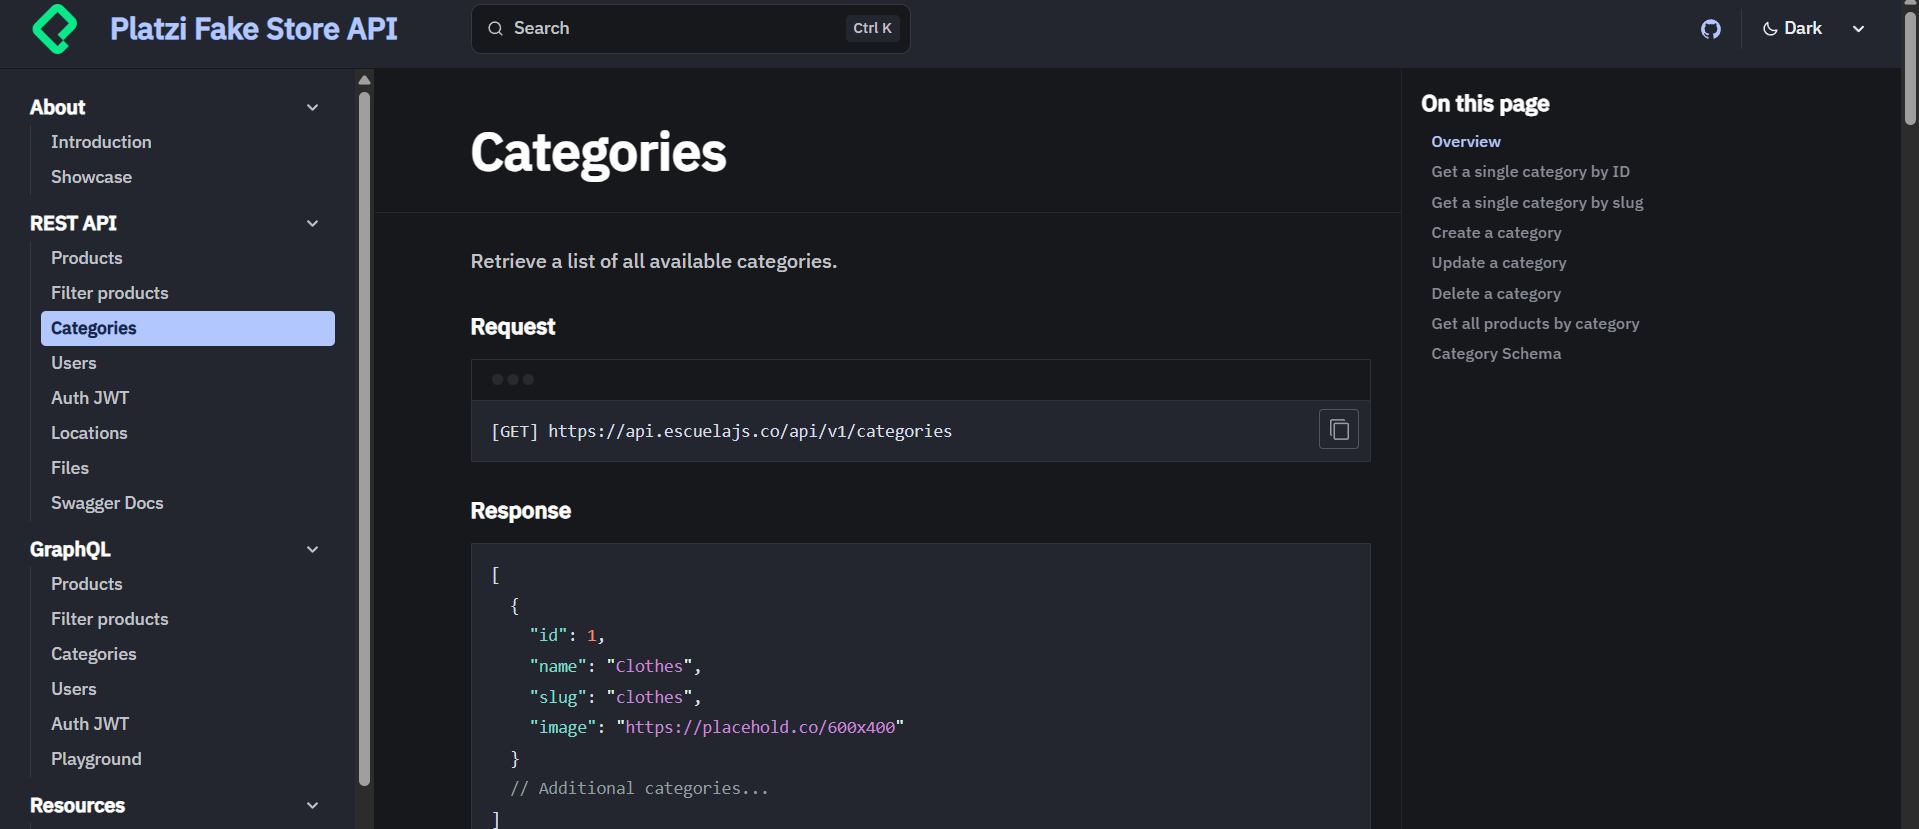 Platzi Fake Store API
Search
Ctrl K
Dark
About
Introduction
Showcase
REST API
Products
Filter products
Categories
Users
Auth JWT
Locations
Files
Swagger Docs
GraphQL
Products
Filter products
Categories
Users
Auth JWT
Playground
Resources
Categories
Retrieve a list of all available categories.
Request
[GET] https://api.escuelajs.co/api/v1/categories
Response
[
{
"id": 1,
"name": "Clothes",
"slug": "clothes",
"image": "https://placehold.co/600x400"
}
// Additional categories...
]
On this page
Overview
Get a single category by ID
Get a single category by slug
Create a category
Update a category
Delete a category
Get all products by category
Category Schema